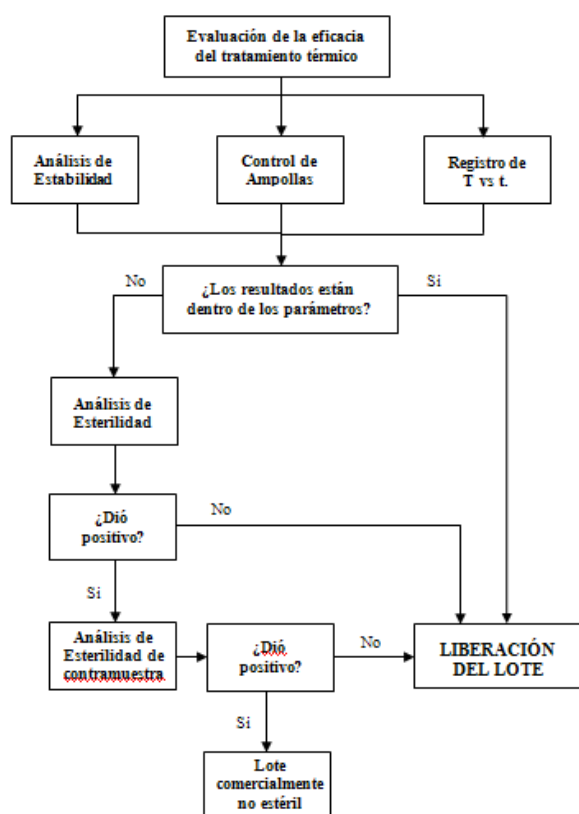 Evaluación de la eficacia
del tratamiento térmico
Análisis de
Estabilidad
Control de
Ampollas
Registro de
T vs t.
No
¿Los resultados están
dentro de los parámetros?
Si
Análisis de
Esterilidad
¿Dió
positivo?
No
Si
Análisis de
Esterilidad de
contramuestra
¿Dió
positivo?
No
LIBERACIÓN
DEL LOTE
Si
Lote
comercialmente
no estéril